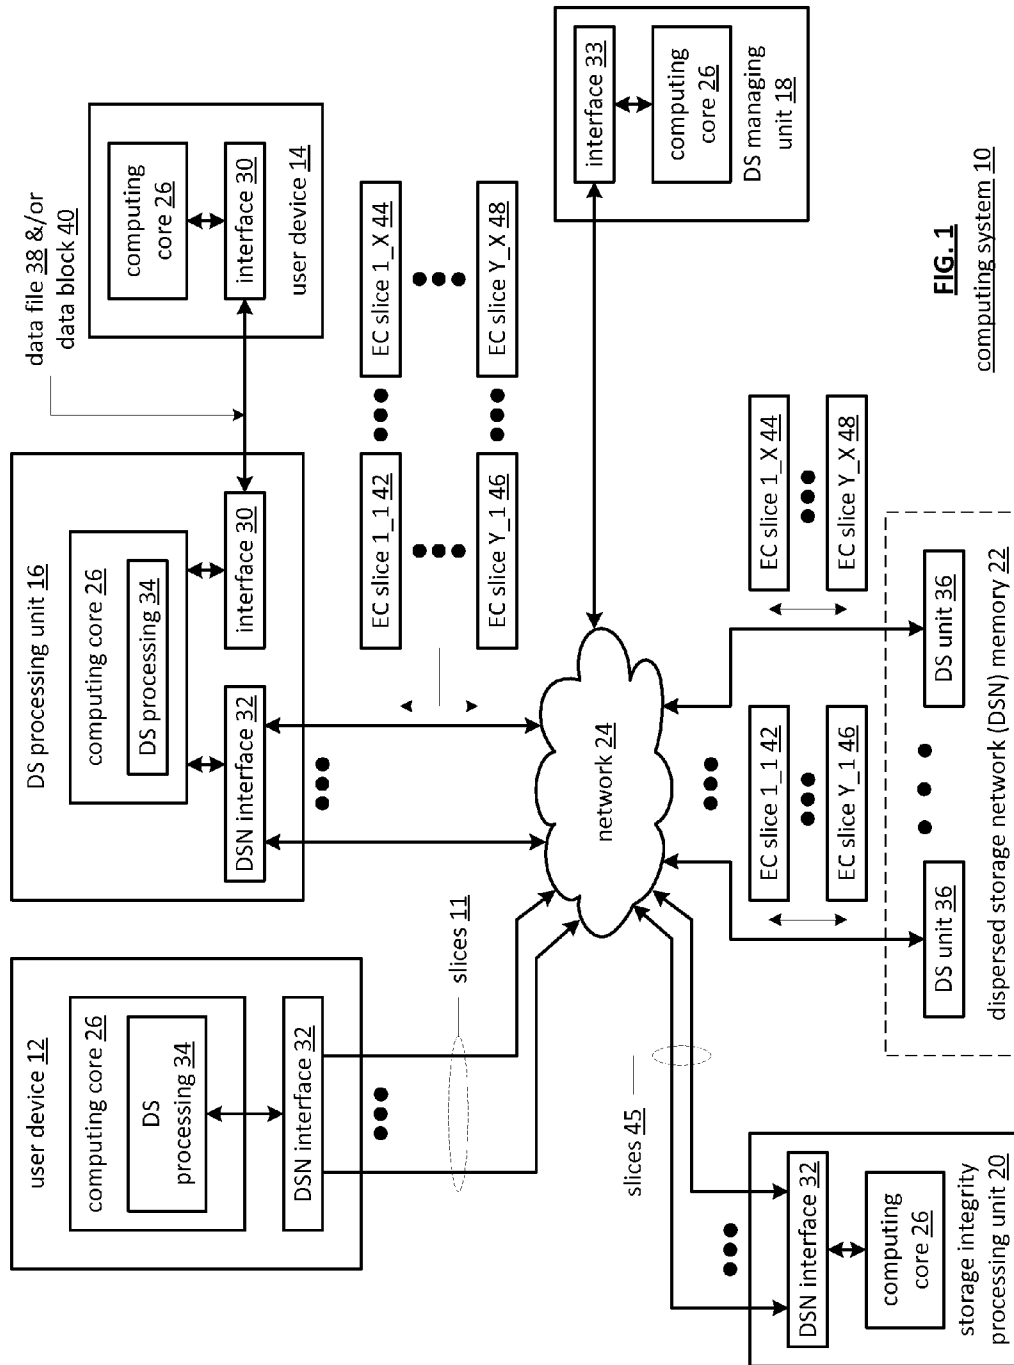 user device 12
computing core 26
DS
processing 34
DSN interface 32
slices 11
DS processing unit 16
computing core 26
DS processing 34
DSN interface 32
interface 30
data file 38 &/or
data block 40
computing
core 26
interface 30
user device 14
EC slice 1_1 42
EC slice 1_X 44
EC slice Y_1 46
EC slice Y_X 48
network 24
interface 33
computing
core 26
DS managing
unit 18
slices 45
DSN interface 32
computing
core 26
storage integrity
processing unit 20
EC slice 1_1 42
EC slice Y_1 46
EC slice 1_X 44
EC slice Y_X 48
DS unit 36
DS unit 36
dispersed storage network (DSN) memory 22
FIG. 1
computing system 10